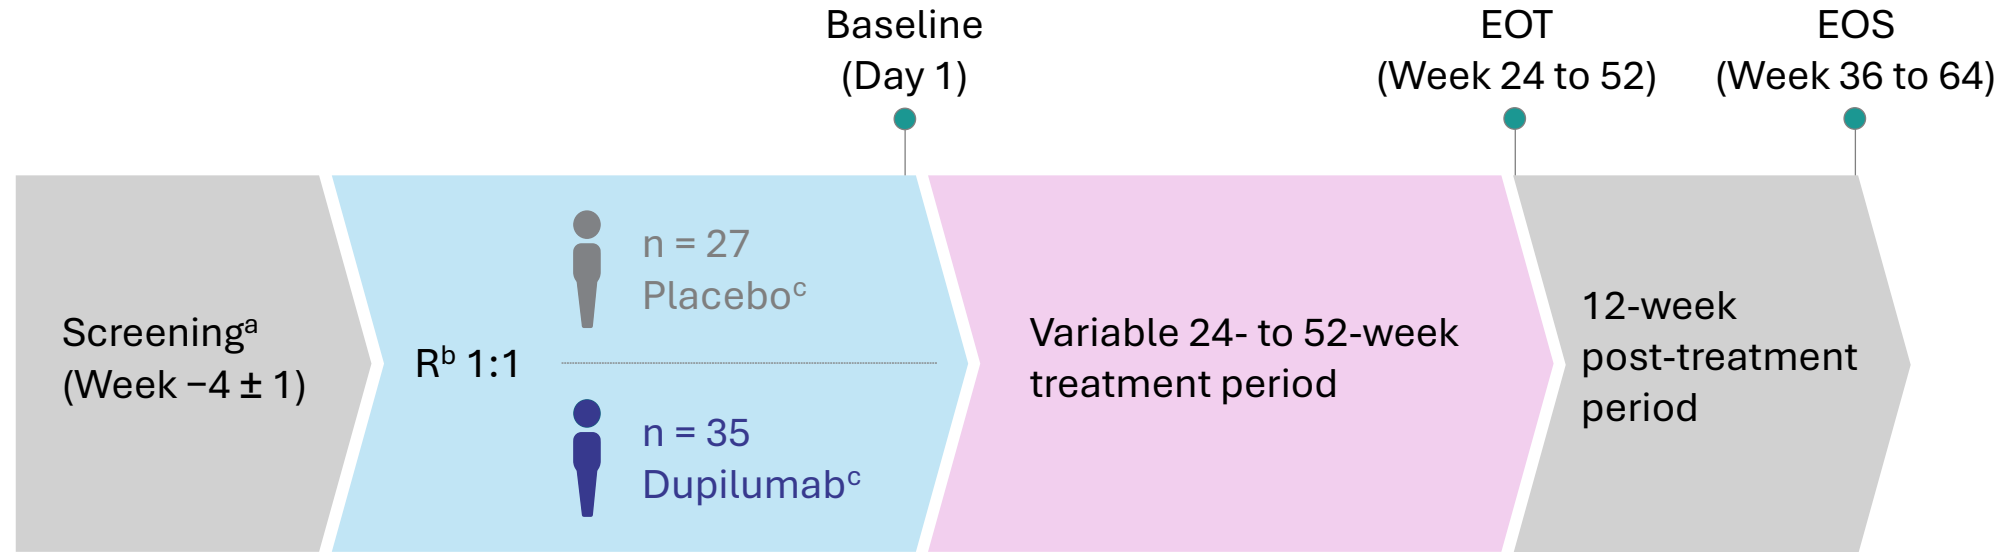 Baseline
(Day 1)
EOT
(Week 24 to 52)
EOS
(Week 36 to 64)
Screeningᵃ
(Week −4 ± 1)
Rᵇ 1:1
n = 27
Placeboᶜ
n = 35
Dupilumabᶜ
Variable 24- to 52-week
treatment period
12-week
post-treatment
period